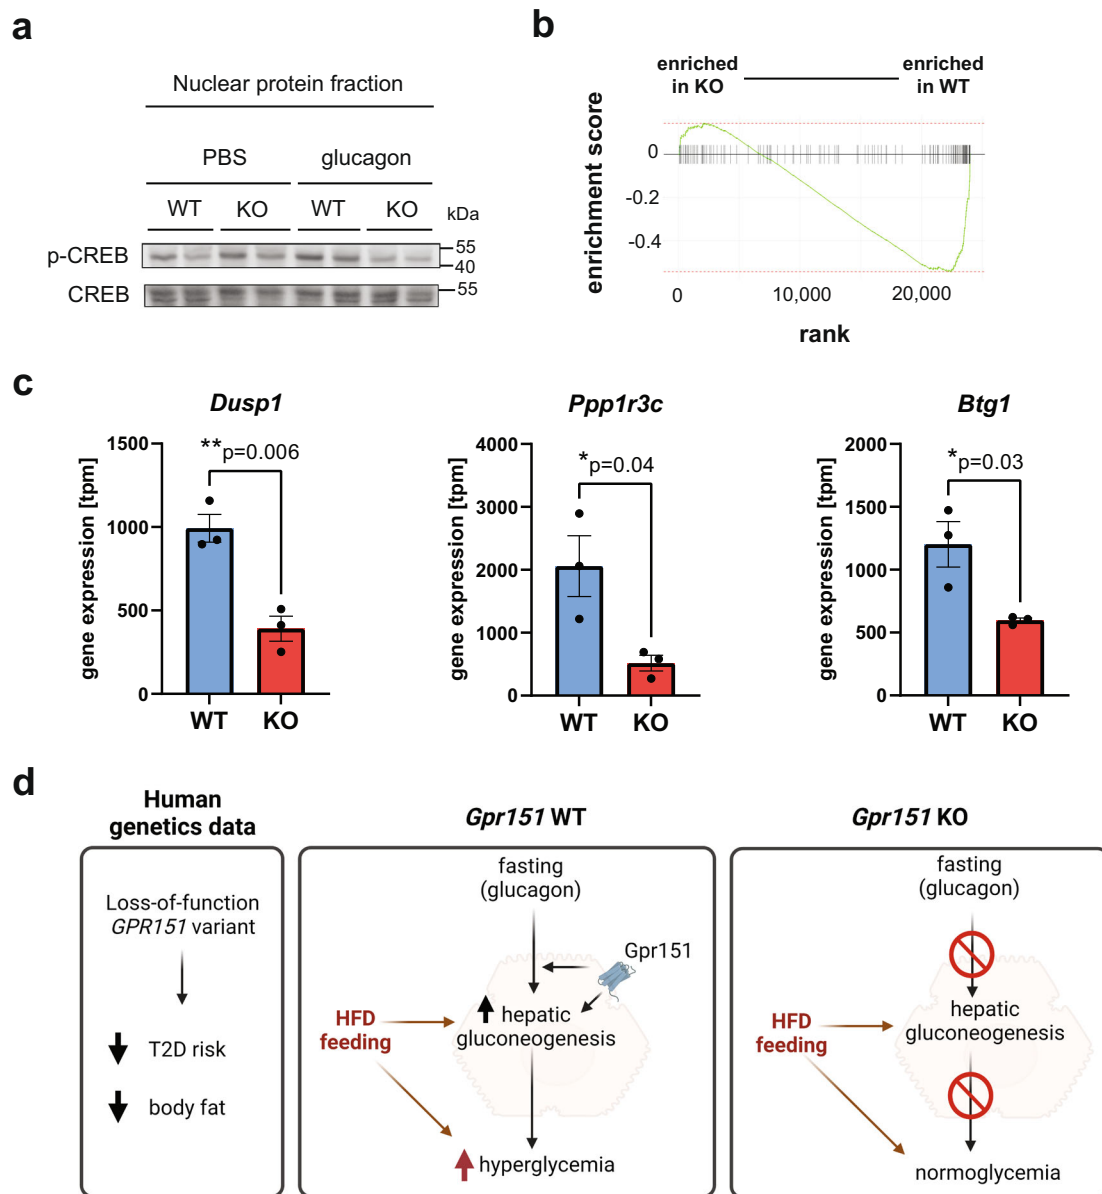 a
Nuclear protein fraction
PBS glucagon
WT KO WT KO kDa
p-CREB
55
40
CREB
55
b
enriched in KO
enriched in WT
enrichment score
0
-0.2
-0.4
0 10,000 20,000
rank
c
Dusp1
gene expression [tpm]
1500
1000
500
0
**p=0.006
WT KO
Ppp1r3c
gene expression [tpm]
4000
3000
2000
1000
0
*p=0.04
WT KO
Btg1
gene expression [tpm]
2000
1500
1000
500
0
*p=0.03
WT KO
d
Human
genetics data
Loss-of-function
GPR151 variant
T2D risk
body fat
Gpr151 WT
fasting
(glucagon)
Gpr151
hepatic
gluconeogenesis
HFD
feeding
hyperglycemia
Gpr151 KO
fasting
(glucagon)
hepatic
gluconeogenesis
HFD
feeding
normoglycemia